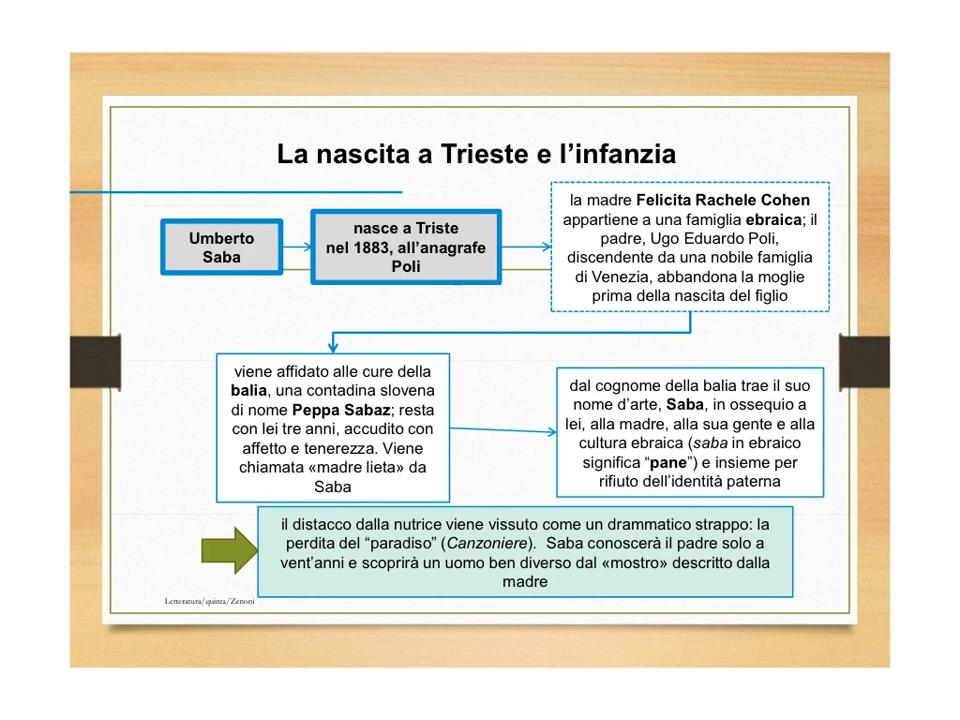 La nascita a Trieste e l’infanzia
Umberto
Saba
nasce a Triste
nel 1883, all’anagrafe
Poli
la madre Felicita Rachele Cohen
appartiene a una famiglia ebraica; il
padre, Ugo Eduardo Poli,
discendente da una nobile famiglia
di Venezia, abbandona la moglie
prima della nascita del figlio
viene affidato alle cure della
balia, una contadina slovena
di nome Peppa Sabaz; resta
con lei tre anni, accudito con
affetto e tenerezza. Viene
chiamata «madre lieta» da
Saba
dal cognome della balia trae il suo
nome d’arte, Saba, in ossequio a
lei, alla madre, alla sua gente e alla
cultura ebraica (saba in ebraico
significa “pane”) e insieme per
rifiuto dell’identità paterna
il distacco dalla nutrice viene vissuto come un drammatico strappo: la
perdita del “paradiso” (Canzoniere). Saba conoscerà il padre solo a
vent’anni e scoprirà un uomo ben diverso dal «mostro» descritto dalla
madre
Letteratura/quinta/Zenoni